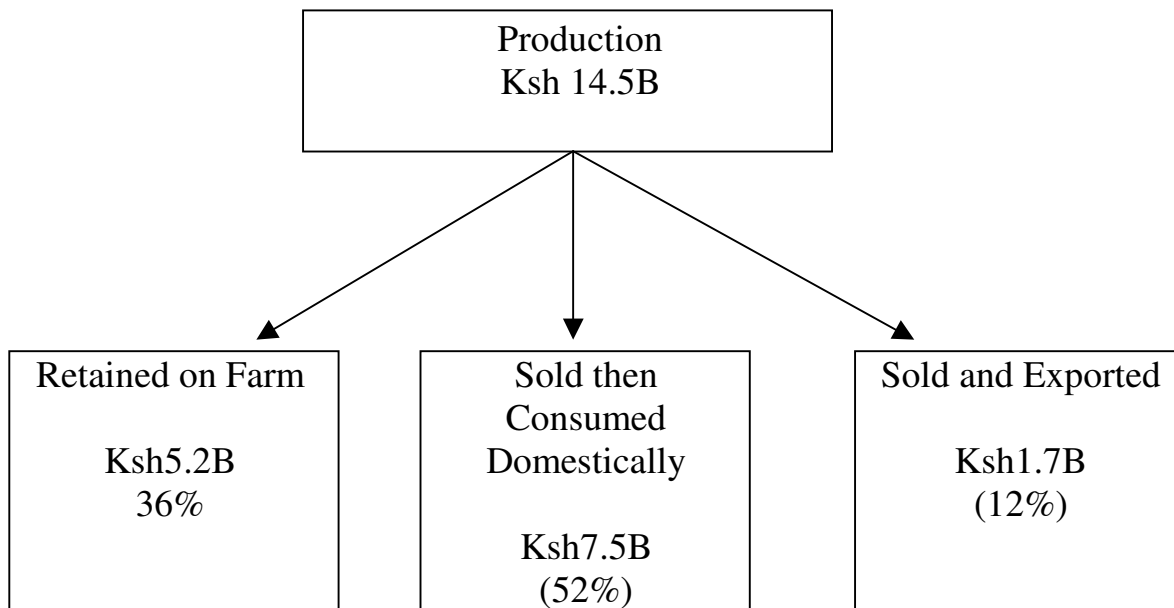 Production
Ksh 14.5B
Retained on Farm
Ksh5.2B
36%
Sold then
Consumed
Domestically
Ksh7.5B
(52%)
Sold and Exported
Ksh1.7B
(12%)